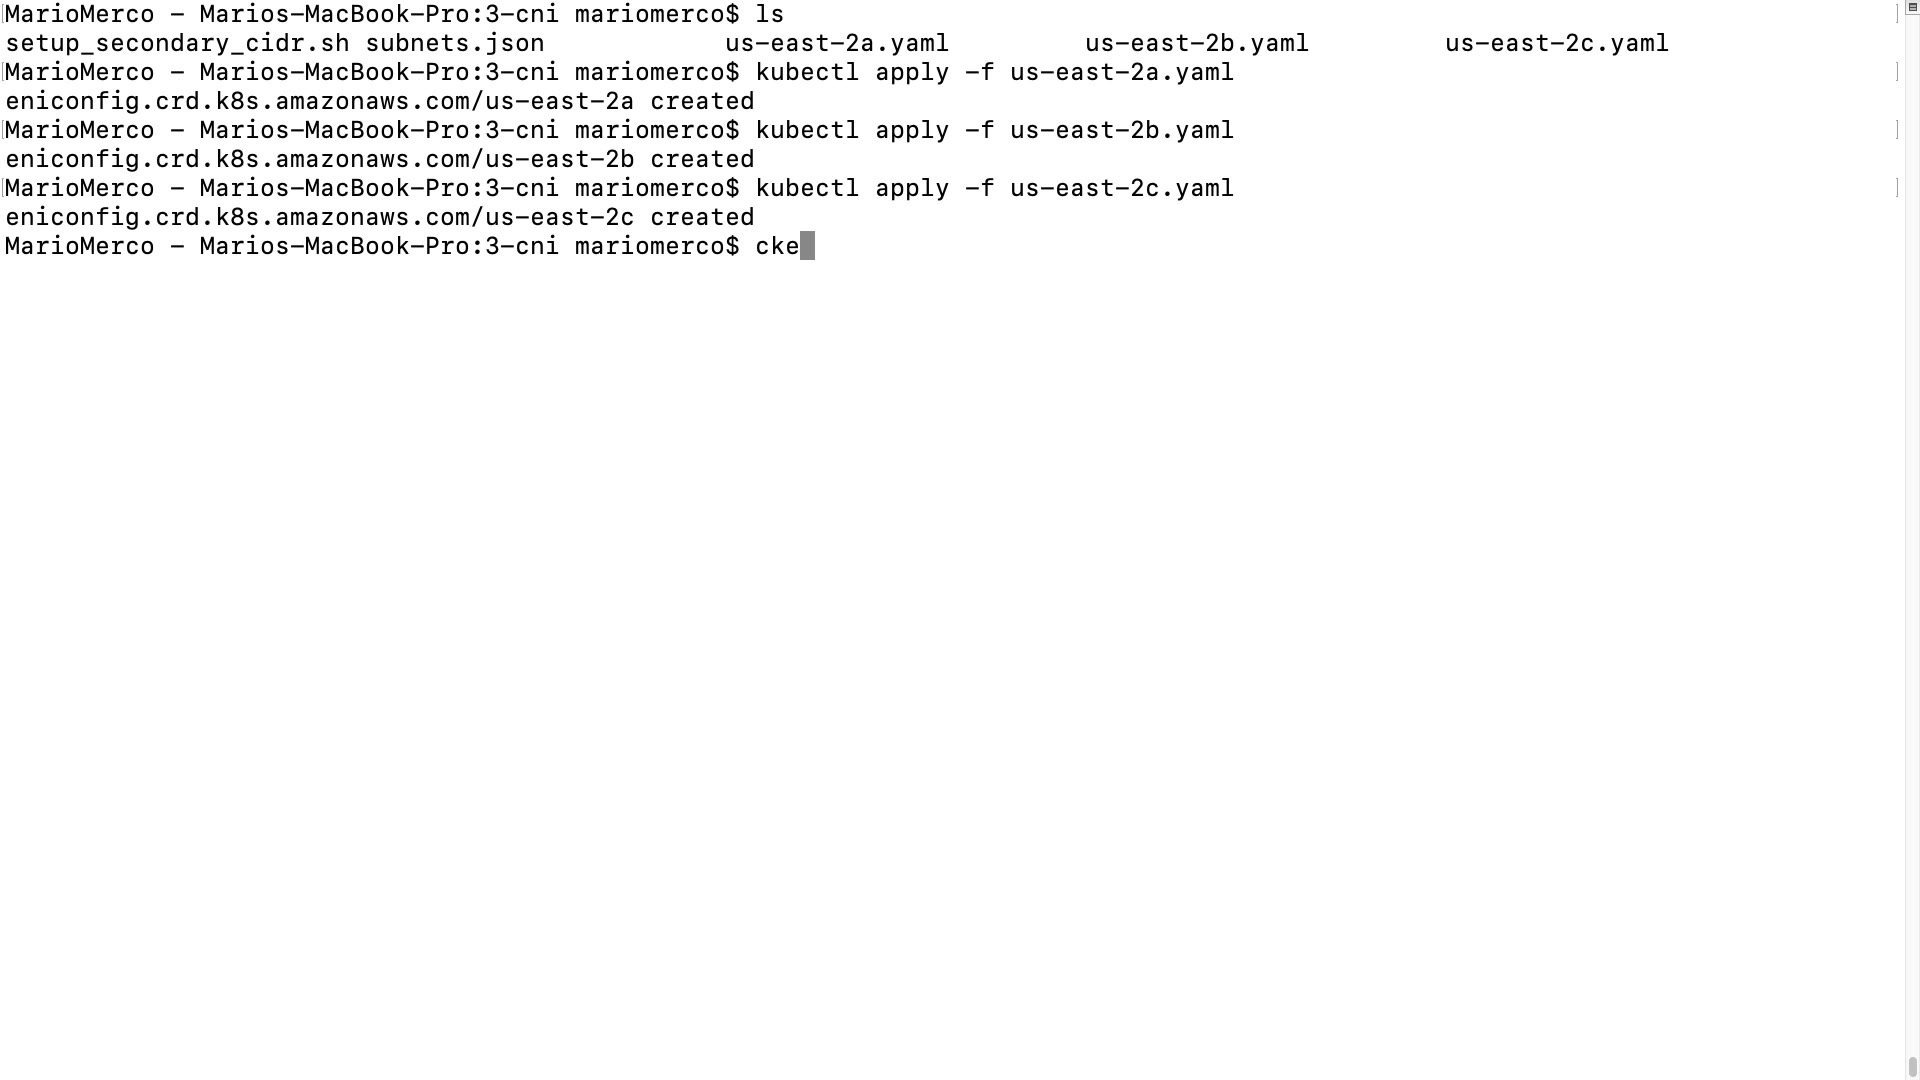 MarioMerco - Marios-MacBook-Pro:3-cni mariomerco$ ls
setup_secondary_cidr.sh subnets.json us-east-2a.yaml us-east-2b.yaml us-east-2c.yaml
MarioMerco - Marios-MacBook-Pro:3-cni mariomerco$ kubectl apply -f us-east-2a.yaml
eniconfig.crd.k8s.amazonaws.com/us-east-2a created
MarioMerco - Marios-MacBook-Pro:3-cni mariomerco$ kubectl apply -f us-east-2b.yaml
eniconfig.crd.k8s.amazonaws.com/us-east-2b created
MarioMerco - Marios-MacBook-Pro:3-cni mariomerco$ kubectl apply -f us-east-2c.yaml
eniconfig.crd.k8s.amazonaws.com/us-east-2c created
MarioMerco - Marios-MacBook-Pro:3-cni mariomerco$ cke